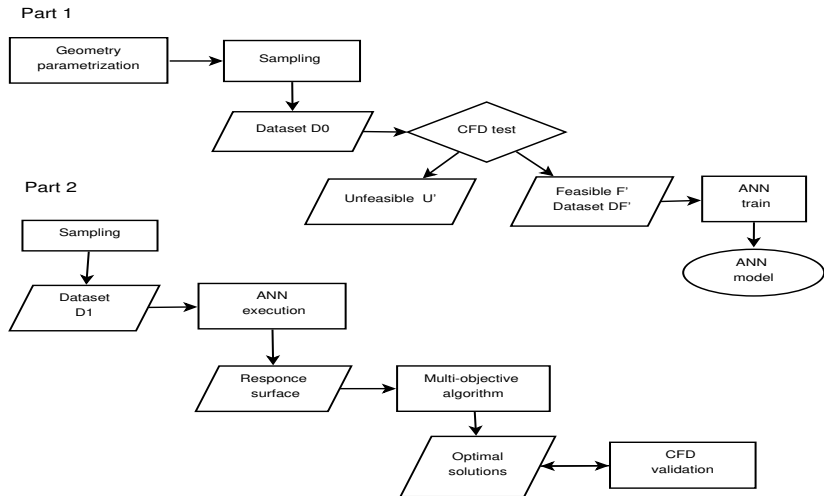 Part 1
Geometry
parametrization
Sampling
Dataset D0
CFD test
Unfeasible U'
Feasible F'
Dataset DF'
ANN
train
ANN
model
Part 2
Sampling
Dataset
D1
ANN
execution
Responce
surface
Multi-objective
algorithm
Optimal
solutions
CFD
validation